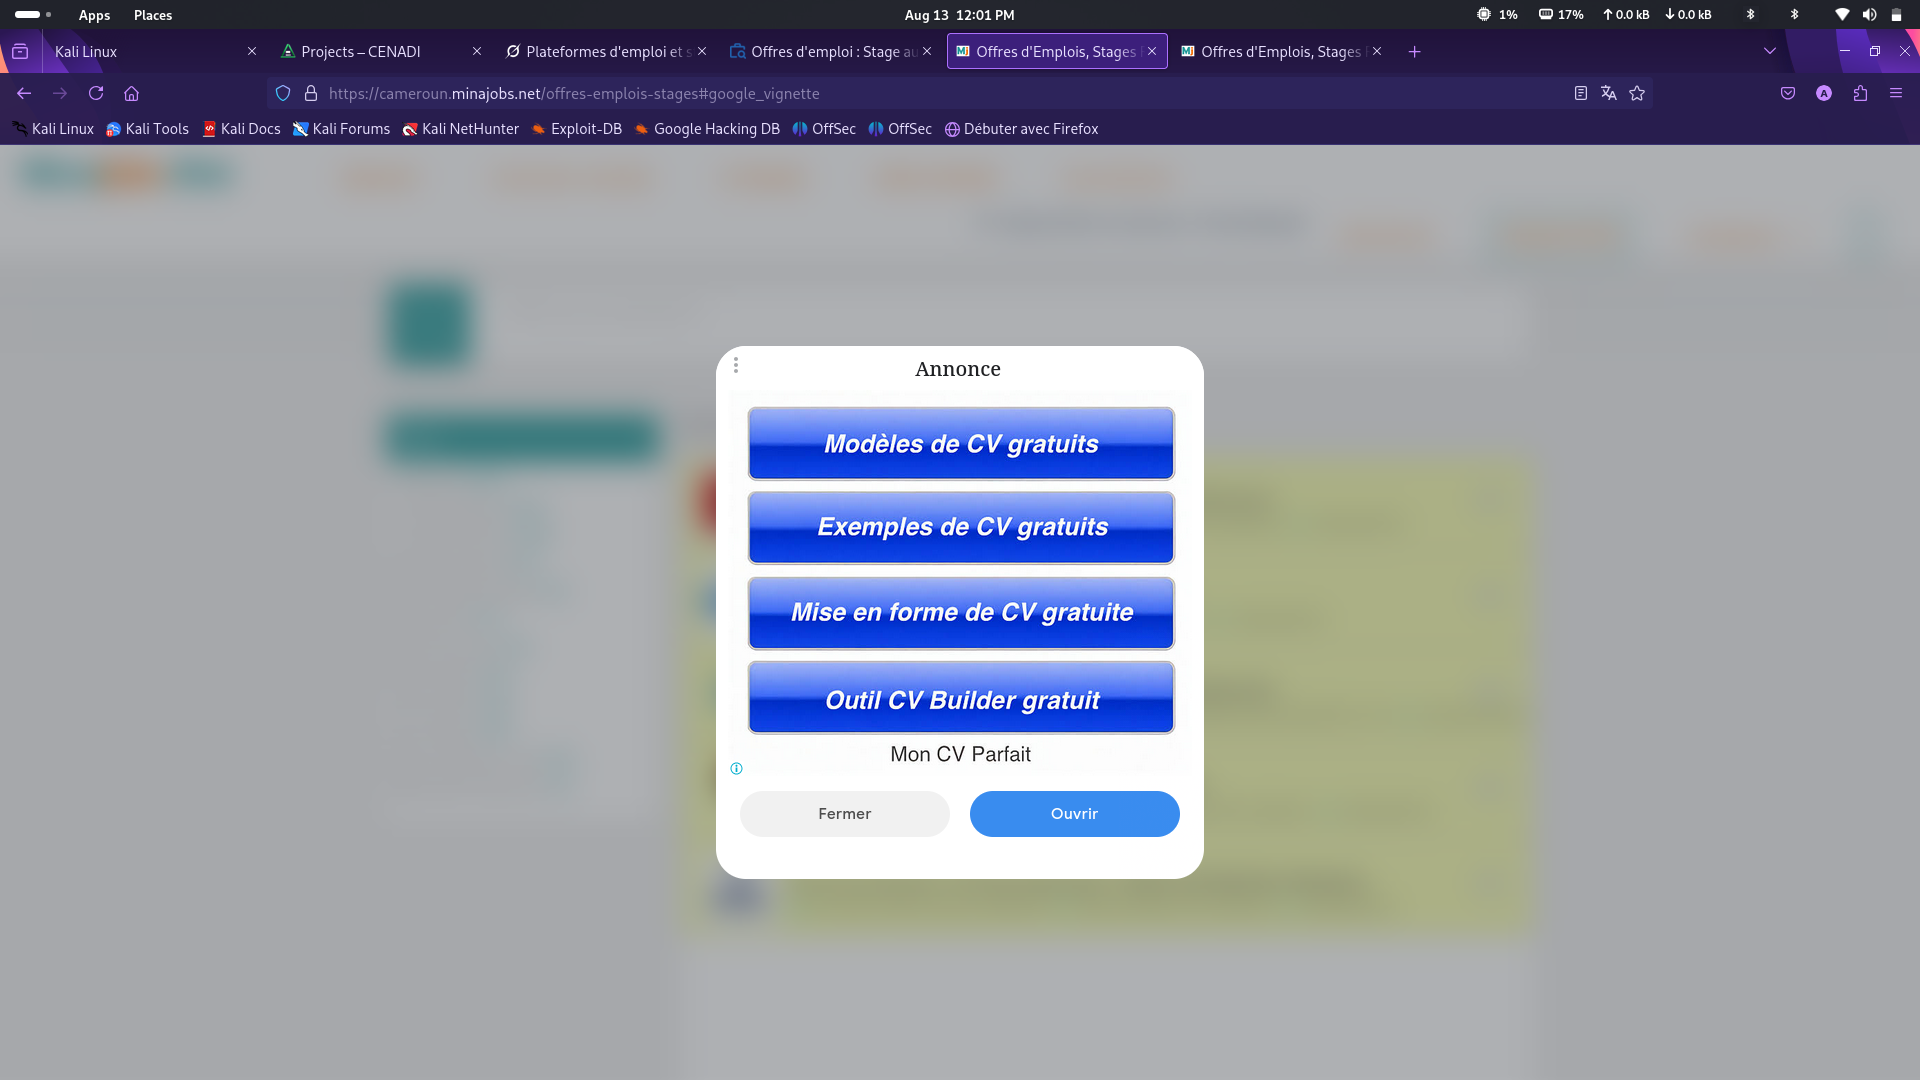 Apps Places Aug 13 12:01 PM 1% 17% 0.0 kB 0.0 kB
Kali Linux Projects – CENADI Plateformes d'emploi et s Offres d'emploi : Stage au Offres d'Emplois, Stages Offres d'Emplois, Stages
https://cameroun.minajobs.net/offres-emplois-stages#google_vignette A
Kali Linux Kali Tools Kali Docs Kali Forums Kali NetHunter Exploit-DB Google Hacking DB OffSec OffSec Débuter avec Firefox
Annonce
Modèles de CV gratuits
Exemples de CV gratuits
Mise en forme de CV gratuite
Outil CV Builder gratuit
Mon CV Parfait
Fermer Ouvrir